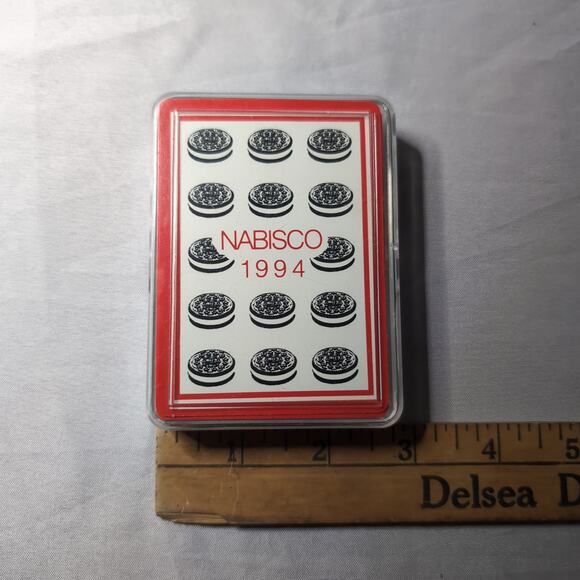 NABISCO
1994
1 2 3 4 5
Delsea D